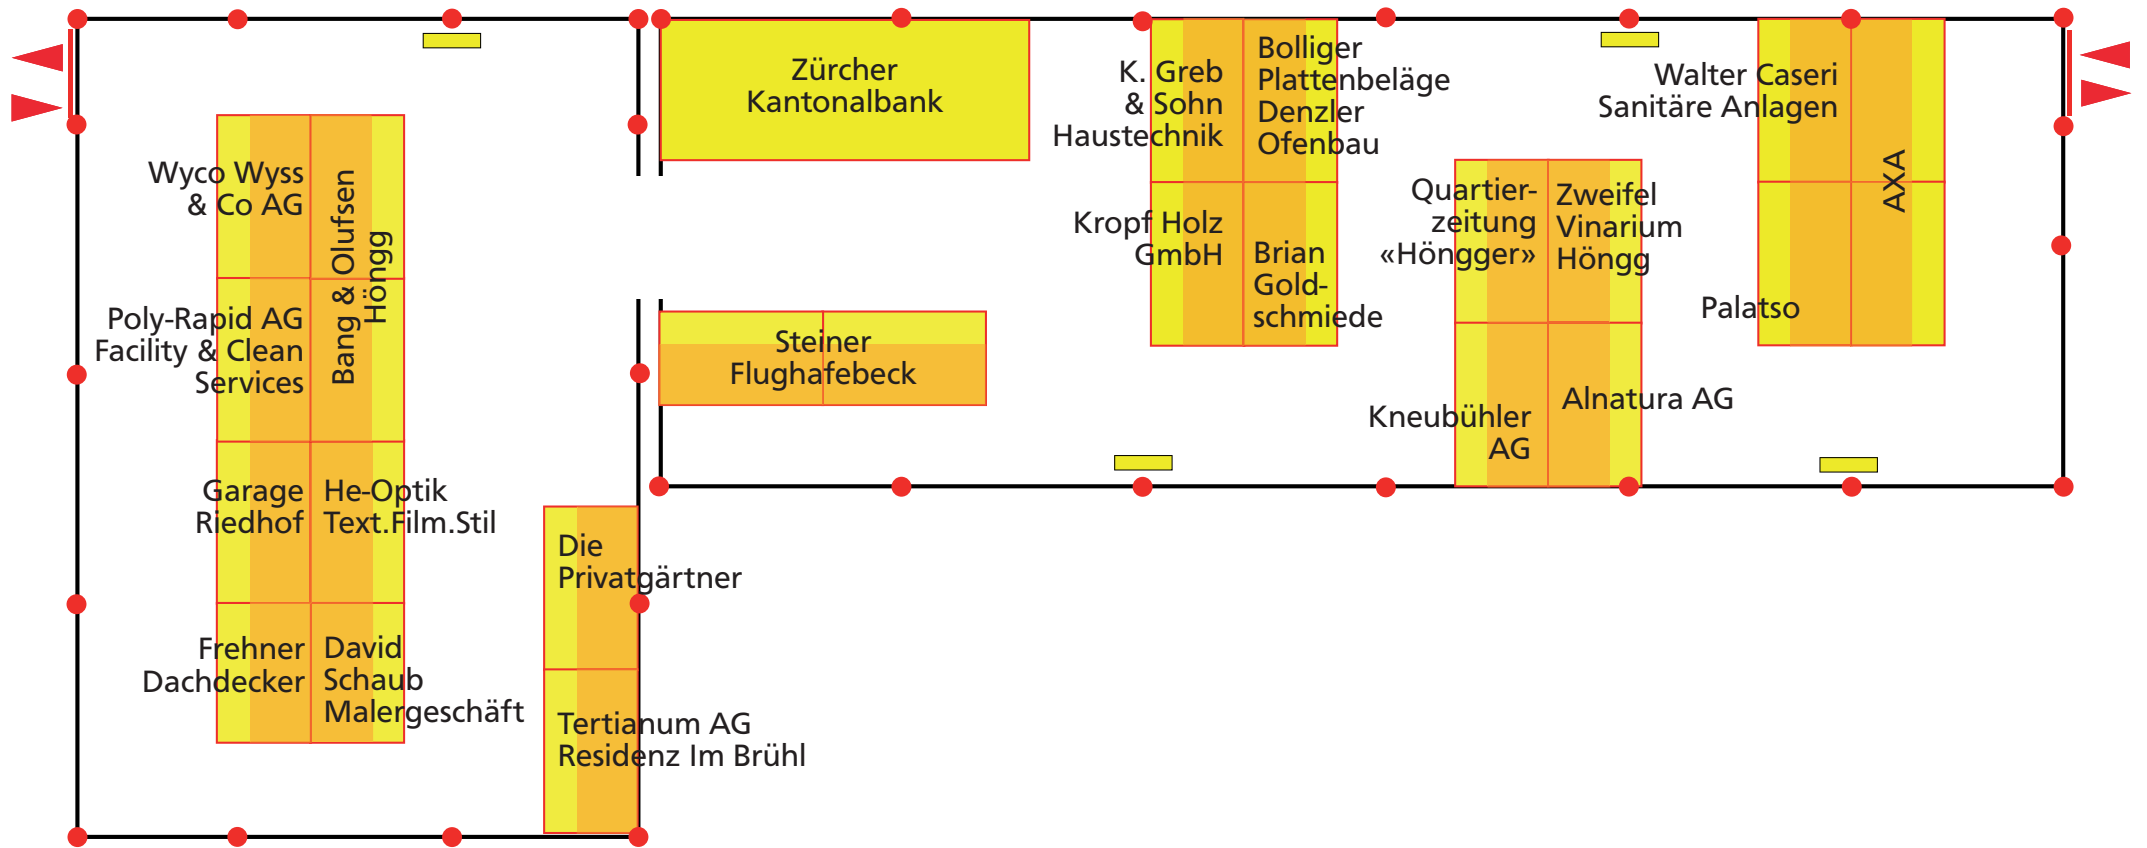 Wyco Wyss
& Co AG
Bang & Olufsen
Höngg
Poly-Rapid AG
Facility & Clean
Services
Garage
Riedhof
He-Optik
Text.Film.Stil
Frehner
Dachdecker
David
Schaub
Malergeschäft
Die
Privatgärtner
Tertianum AG
Residenz Im Brühl
Zürcher
Kantonalbank
Steiner
Flughafebeck
K. Greb
& Sohn
Haustechnik
Bolliger
Plattenbeläge
Denzler
Ofenbau
Kropf Holz
GmbH
Brian
Gold-
schmiede
Quartier-
zeitung
«Höngger»
Zweifel
Vinarium
Höngg
Kneubühler
AG
Alnatura AG
Walter Caseri
Sanitäre Anlagen
AXA
Palatso